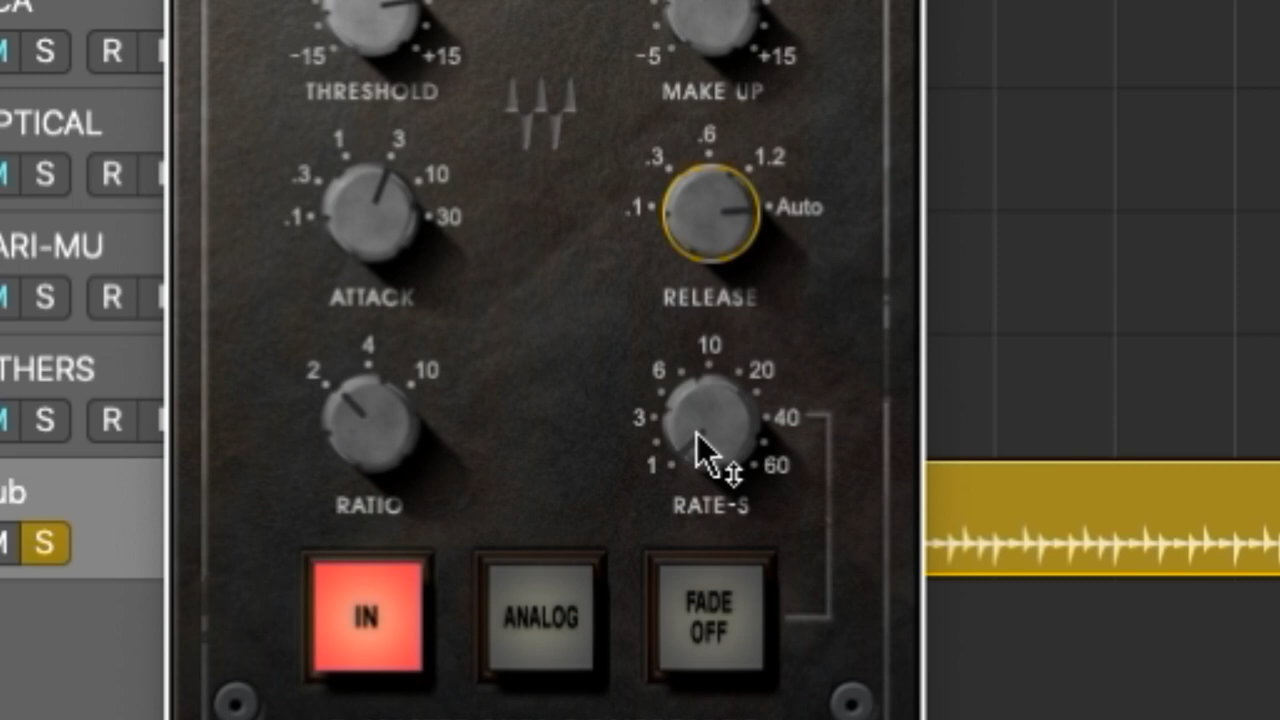 CA
M S R
-15 +15 -5 +15
THRESHOLD MAKE UP
PTICAL
M S R
1 3 .6
.3 10 .3 1.2
.1 30 .1 Auto
ATTACK RELEASE
ARI-MU
M S R
4 10
2 10 6 20
3 40
1 60
RATIO RATE-S
THERS
M S R
ub
M S
IN ANALOG FADE
OFF